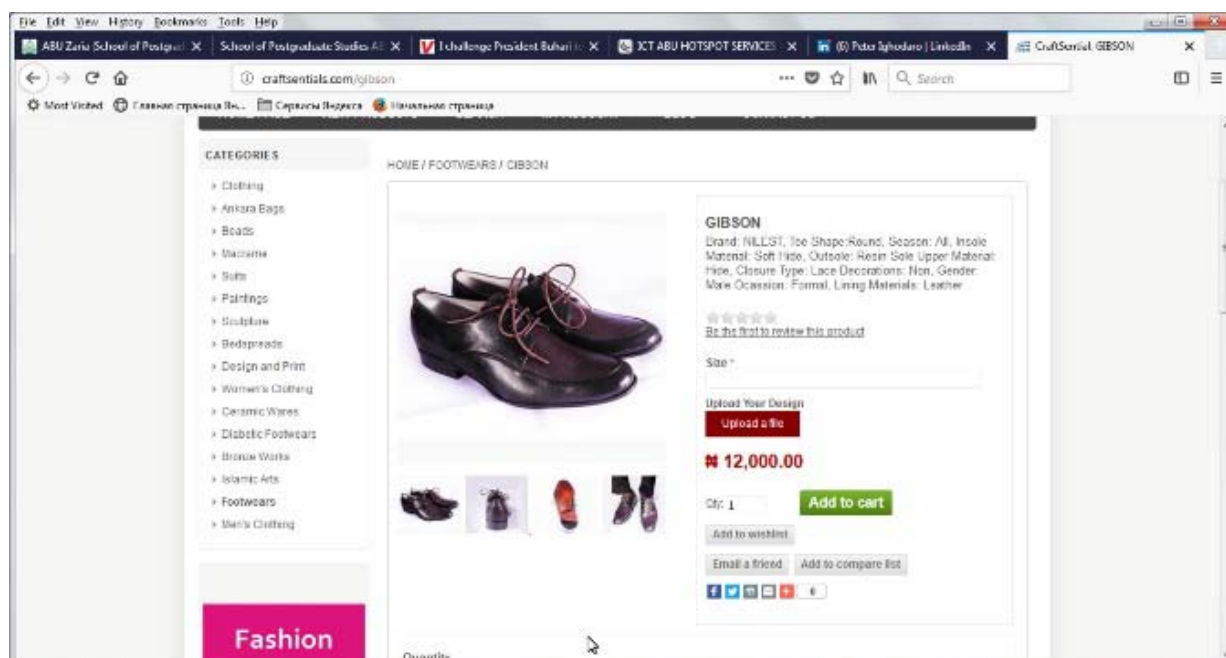 File Edit View History Bookmarks Tools Help
ABU Zaria School of Postgrad
School of Postgraduate Studies A
I challenge President Buhari
ICT ABU HOTSPOT SERVICES
(6) Peter Ighodaro | LinkedIn
CraftSential. GIBSON
craftsentials.com/gibson
Search
Most Visited
Главная страница Ян...
Сервисы Яндекса
Начальная страница
CATEGORIES
HOME / FOOTWEARS / GIBSON
Clothing
Ankara Bags
Beads
Macrame
Suits
Paintings
Sculpture
Bedspreads
Design and Print
Women's Clothing
Ceramic Wares
Diabetic Footwears
Bronze Works
Islamic Arts
Footwears
Men's Clothing
Fashion
GIBSON
Brand: NILEST, Toe Shape:Round, Season: All, Insole
Material: Soft Hide, Outsole: Resin Sole Upper Material:
Hide, Closure Type: Lace Decorations: Non, Gender:
Male Ocassion: Formal, Lining Materials: Leather
Be the first to review this product
Size *
Upload Your Design
Upload a file
₦ 12,000.00
Qty: 1
Add to cart
Add to wishlist
Email a friend
Add to compare list
0
Quantity